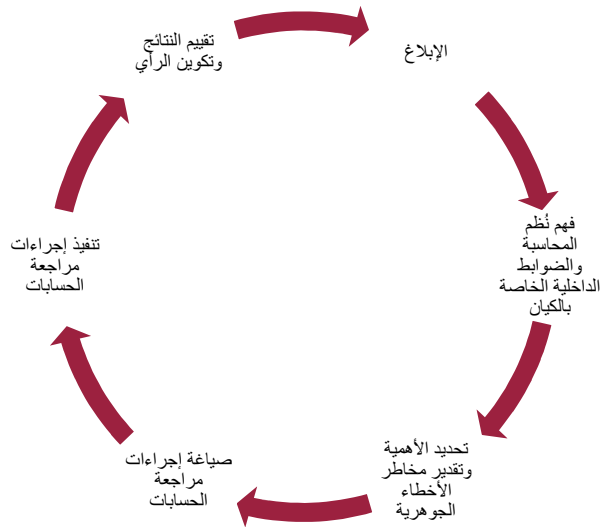 الإبلاغ
فهم نُظم
المحاسبة
والضوابط
الداخلية الخاصة
بالكيان
تحديد الأهمية
وتقدير مخاطر
الأخطاء
الجوهرية
صياغة إجراءات
مراجعة
الحسابات
تنفيذ إجراءات
مراجعة
الحسابات
تقييم النتائج
وتكوين الرأي